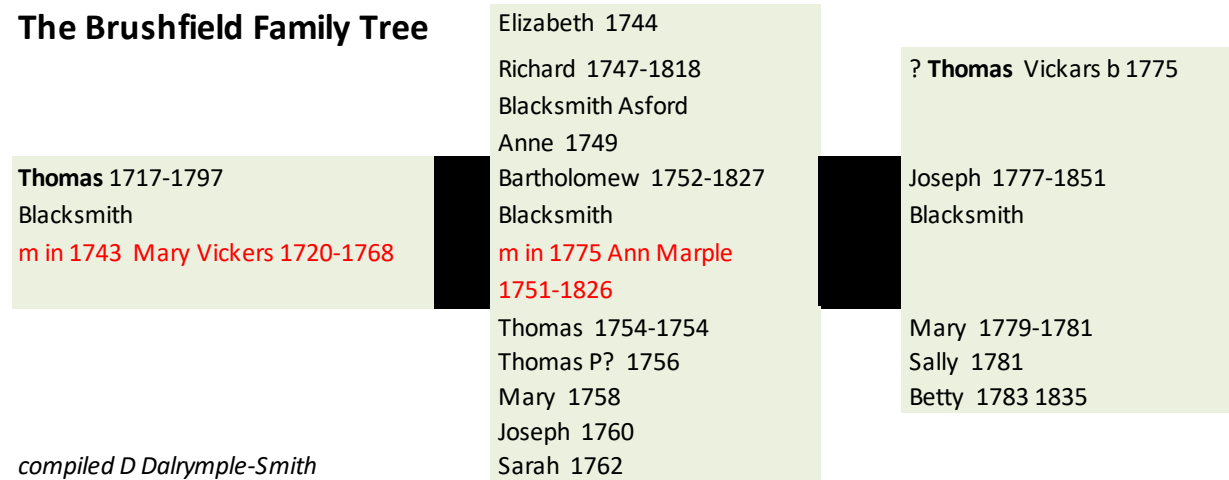 The Brushfield Family Tree
Thomas 1717-1797
Blacksmith
m in 1743 Mary Vickers 1720-1768
compiled D Dalrymple-Smith
Elizabeth 1744
Richard 1747-1818
Blacksmith Asford
Anne 1749
Bartholomew 1752-1827
Blacksmith
m in 1775 Ann Marple
1751-1826
Thomas 1754-1754
Thomas P? 1756
Mary 1758
Joseph 1760
Sarah 1762
? Thomas Vickars b 1775
Joseph 1777-1851
Blacksmith
Mary 1779-1781
Sally 1781
Betty 1783 1835